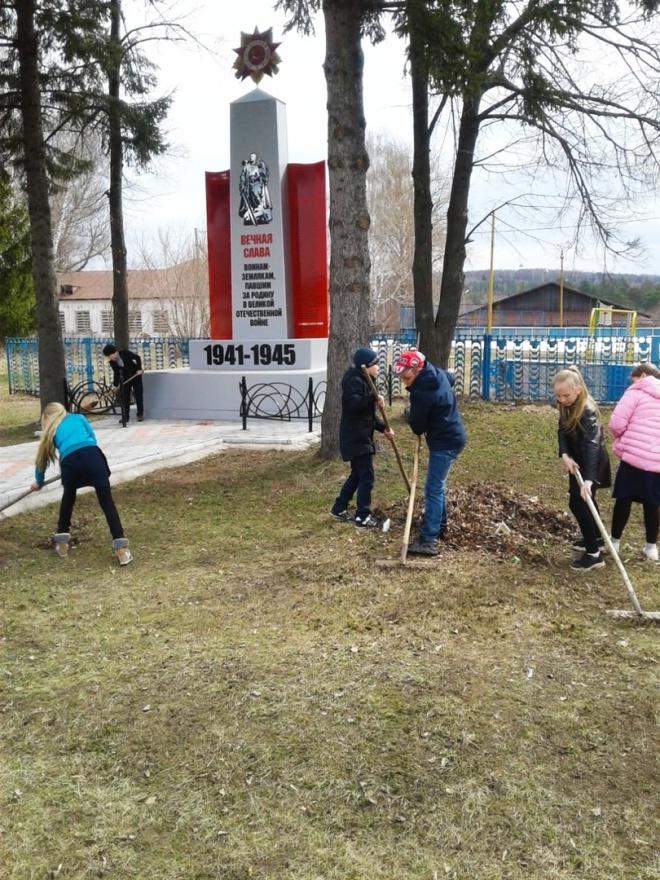 ВЕЧНАЯ
СЛАВА
ВОИНАМ-
ЗЕМЛЯКАМ,
ПАВШИМ
ЗА РОДИНУ
В ВЕЛИКОЙ
ОТЕЧЕСТВЕННОЙ
ВОЙНЕ
1941-1945